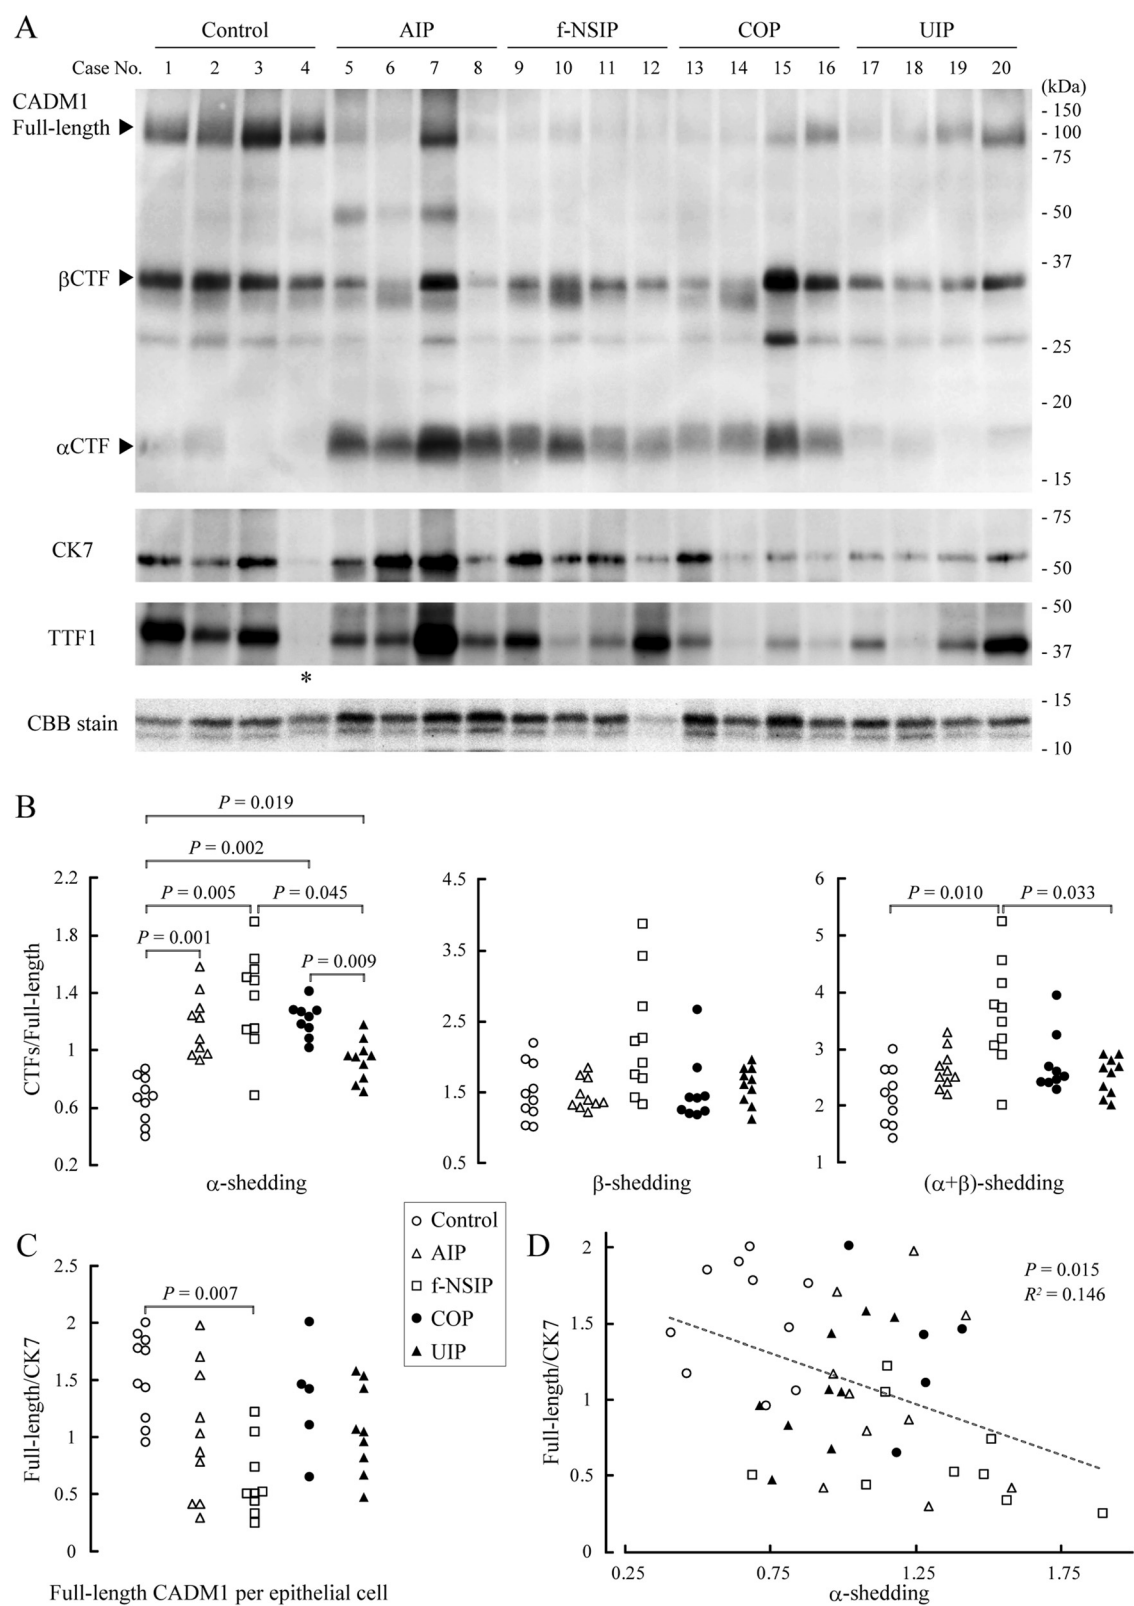 A
Control AIP f-NSIP COP UIP
Case No. 1 2 3 4 5 6 7 8 9 10 11 12 13 14 15 16 17 18 19 20 (kDa)
CADM1
Full-length
- 150
- 100
- 75
- 50
- 37
βCTF
- 25
- 20
αCTF
- 15
- 75
CK7
- 50
- 50
TTF1
- 37
*
- 15
CBB stain
- 10
B
P = 0.019
P = 0.002
P = 0.005 P = 0.045
P = 0.001
P = 0.009
CTFs/Full-length
2.2
1.8
1.4
1
0.6
0.2
α-shedding
4.5
3.5
2.5
1.5
0.5
β-shedding
P = 0.010 P = 0.033
6
5
4
3
2
1
(α+β)-shedding
Control
AIP
f-NSIP
COP
UIP
C
P = 0.007
Full-length/CK7
2.5
2
1.5
1
0.5
0
Full-length CADM1 per epithelial cell
D
P = 0.015
R² = 0.146
Full-length/CK7
2
1.5
1
0.5
0
0.25 0.75 1.25 1.75
α-shedding